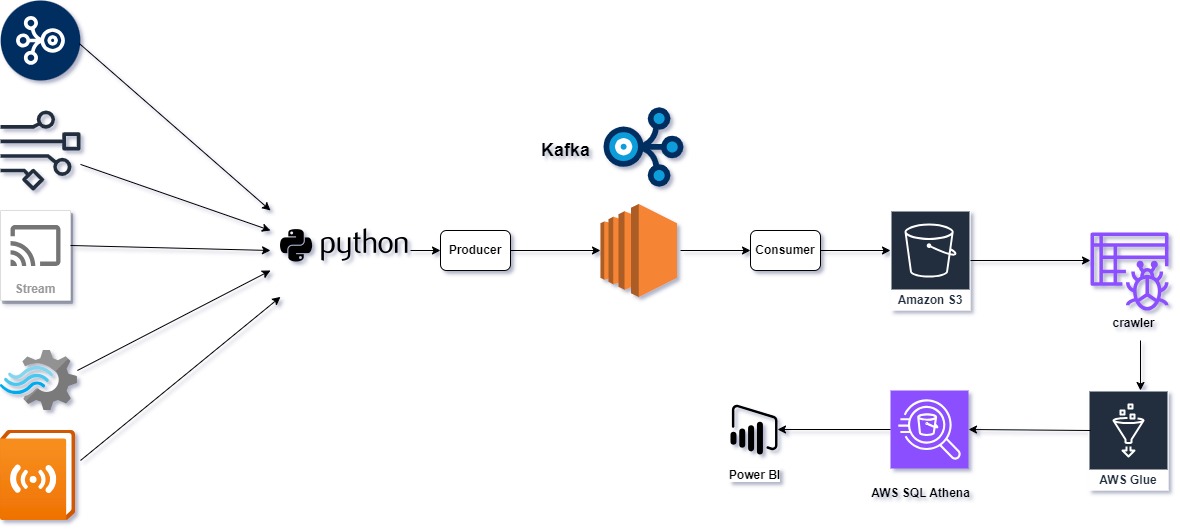 Kafka
Stream
python
Producer
Consumer
Amazon S3
crawler
Power BI
AWS SQL Athena
AWS Glue